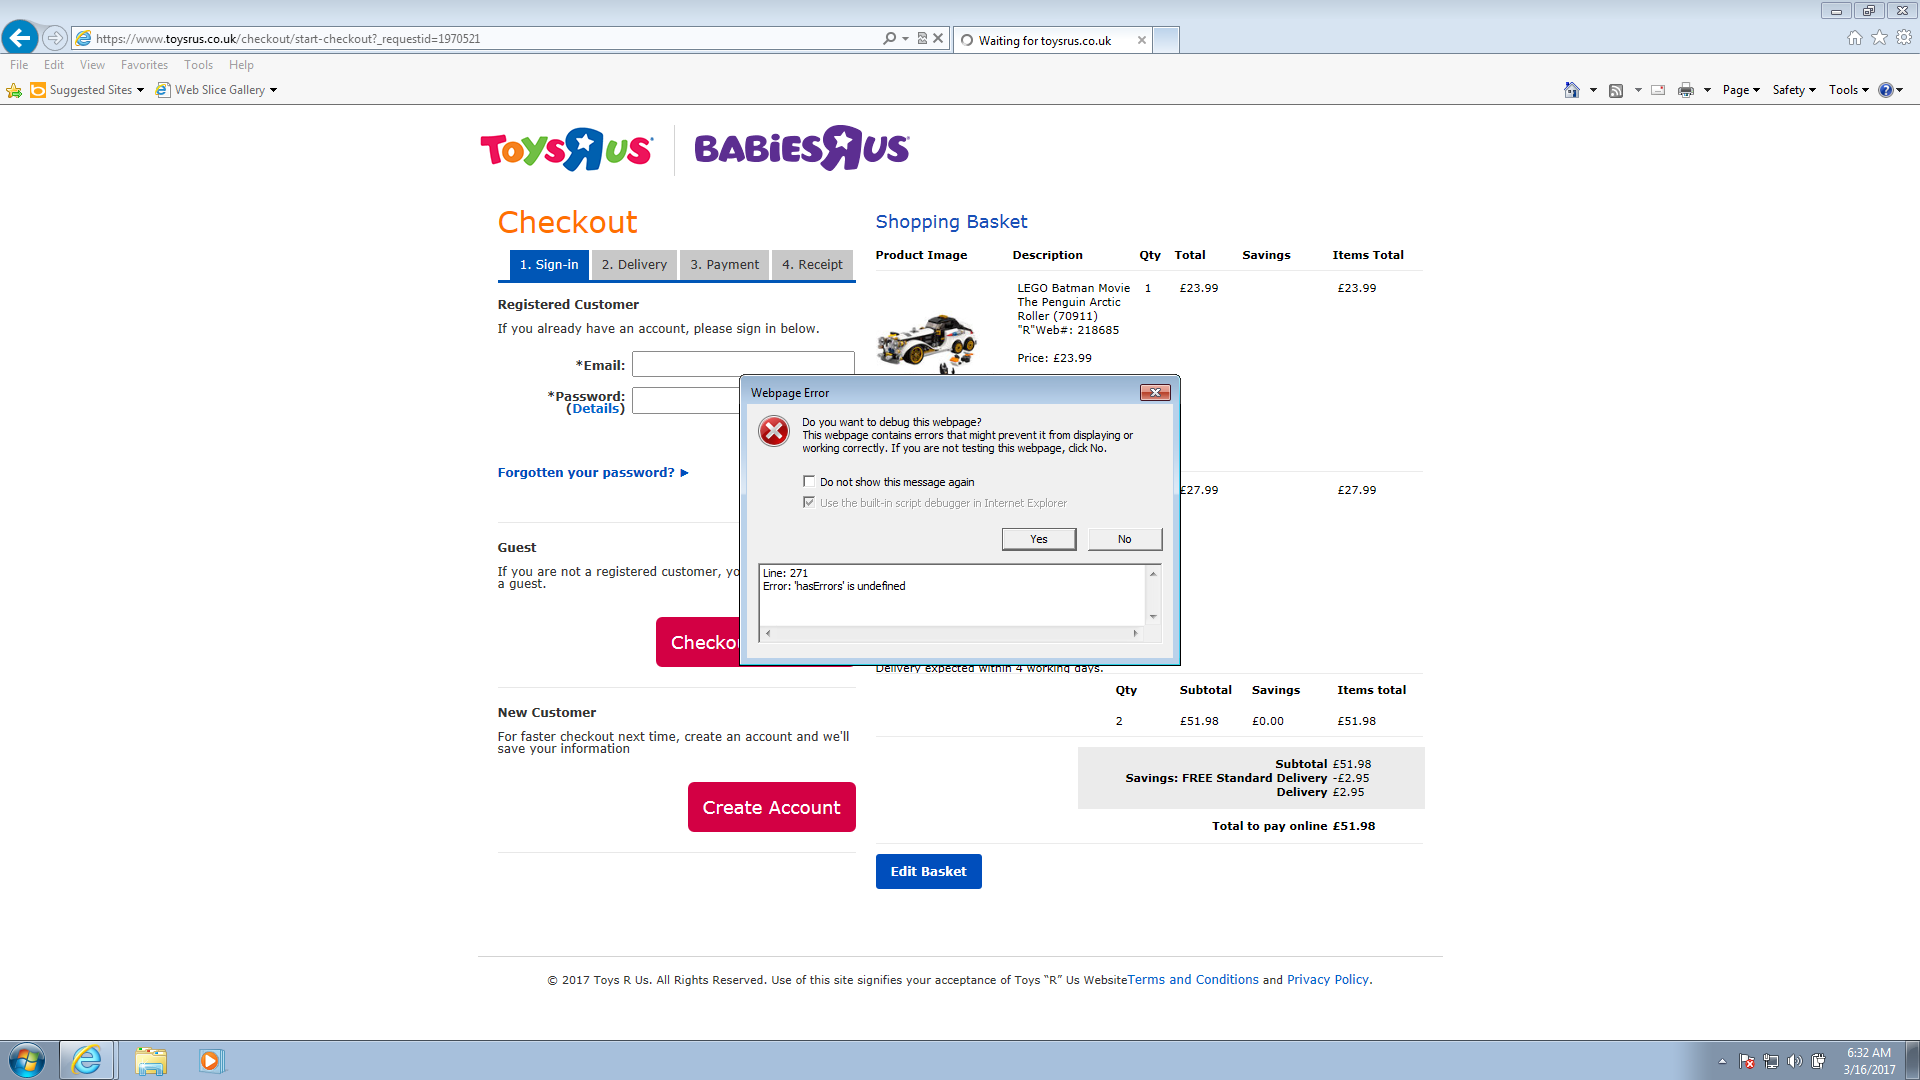 https://www.toysrus.co.uk/checkout/start-checkout?_requestid=1970521
Waiting for toysrus.co.uk
File Edit View Favorites Tools Help
Suggested Sites Web Slice Gallery
Page Safety Tools
Toys R Us
BABiES R US
Checkout
1. Sign-in 2. Delivery 3. Payment 4. Receipt
Registered Customer
If you already have an account, please sign in below.
*Email:
*Password:
(Details)
Forgotten your password?
Guest
If you are not a registered customer,
a guest.
New Customer
For faster checkout next time, create an account and we'll
save your information
Create Account
Shopping Basket
Product Image Description Qty Total Savings Items Total
LEGO Batman Movie 1 £23.99 £23.99
The Penguin Arctic
Roller (70911)
"R"Web#: 218685
Price: £23.99
£27.99 £27.99
Webpage Error
Do you want to debug this webpage?
This webpage contains errors that might prevent it from displaying or
working correctly. If you are not testing this webpage, click No.
Do not show this message again
Use the built-in script debugger in Internet Explorer
Yes No
Line: 271
Error: 'hasErrors' is undefined
Delivery expected within 4 working days.
Qty Subtotal Savings Items total
2 £51.98 £0.00 £51.98
Subtotal £51.98
Savings: FREE Standard Delivery -£2.95
Delivery £2.95
Total to pay online £51.98
Edit Basket
© 2017 Toys R Us. All Rights Reserved. Use of this site signifies your acceptance of Toys “R” Us WebsiteTerms and Conditions and Privacy Policy.
6:32 AM
3/16/2017